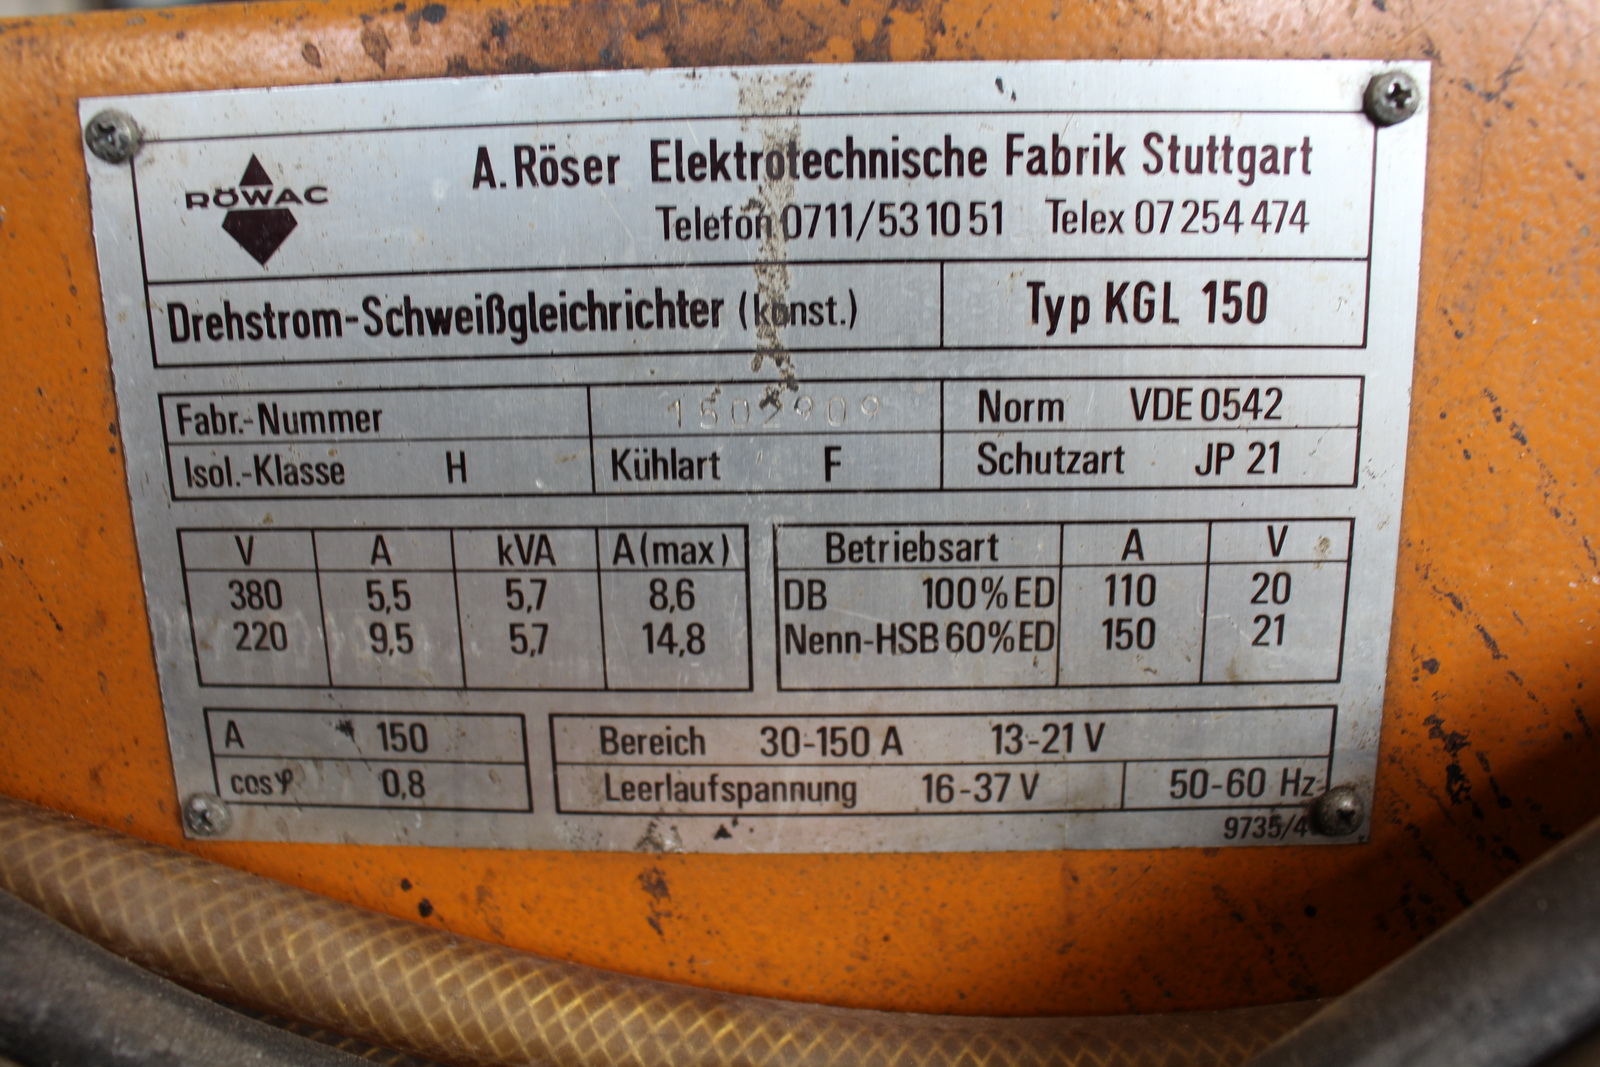 RÖWAC
A. Röser Elektrotechnische Fabrik Stuttgart
Telefon 0711/53 10 51 Telex 07 254 474
Drehstrom-Schweißgleichrichter (konst.) Typ KGL 150
Fabr.-Nummer 1502909 Norm VDE 0542
Isol.-Klasse H Kühlart F Schutzart JP 21
V A kVA A(max)
380 5,5 5,7 8,6
220 9,5 5,7 14,8
Betriebsart A V
DB 100% ED 110 20
Nenn-HSB 60% ED 150 21
A 150
cos φ 0,8
Bereich 30-150 A 13-21 V
Leerlaufspannung 16-37 V 50-60 Hz
9735/4